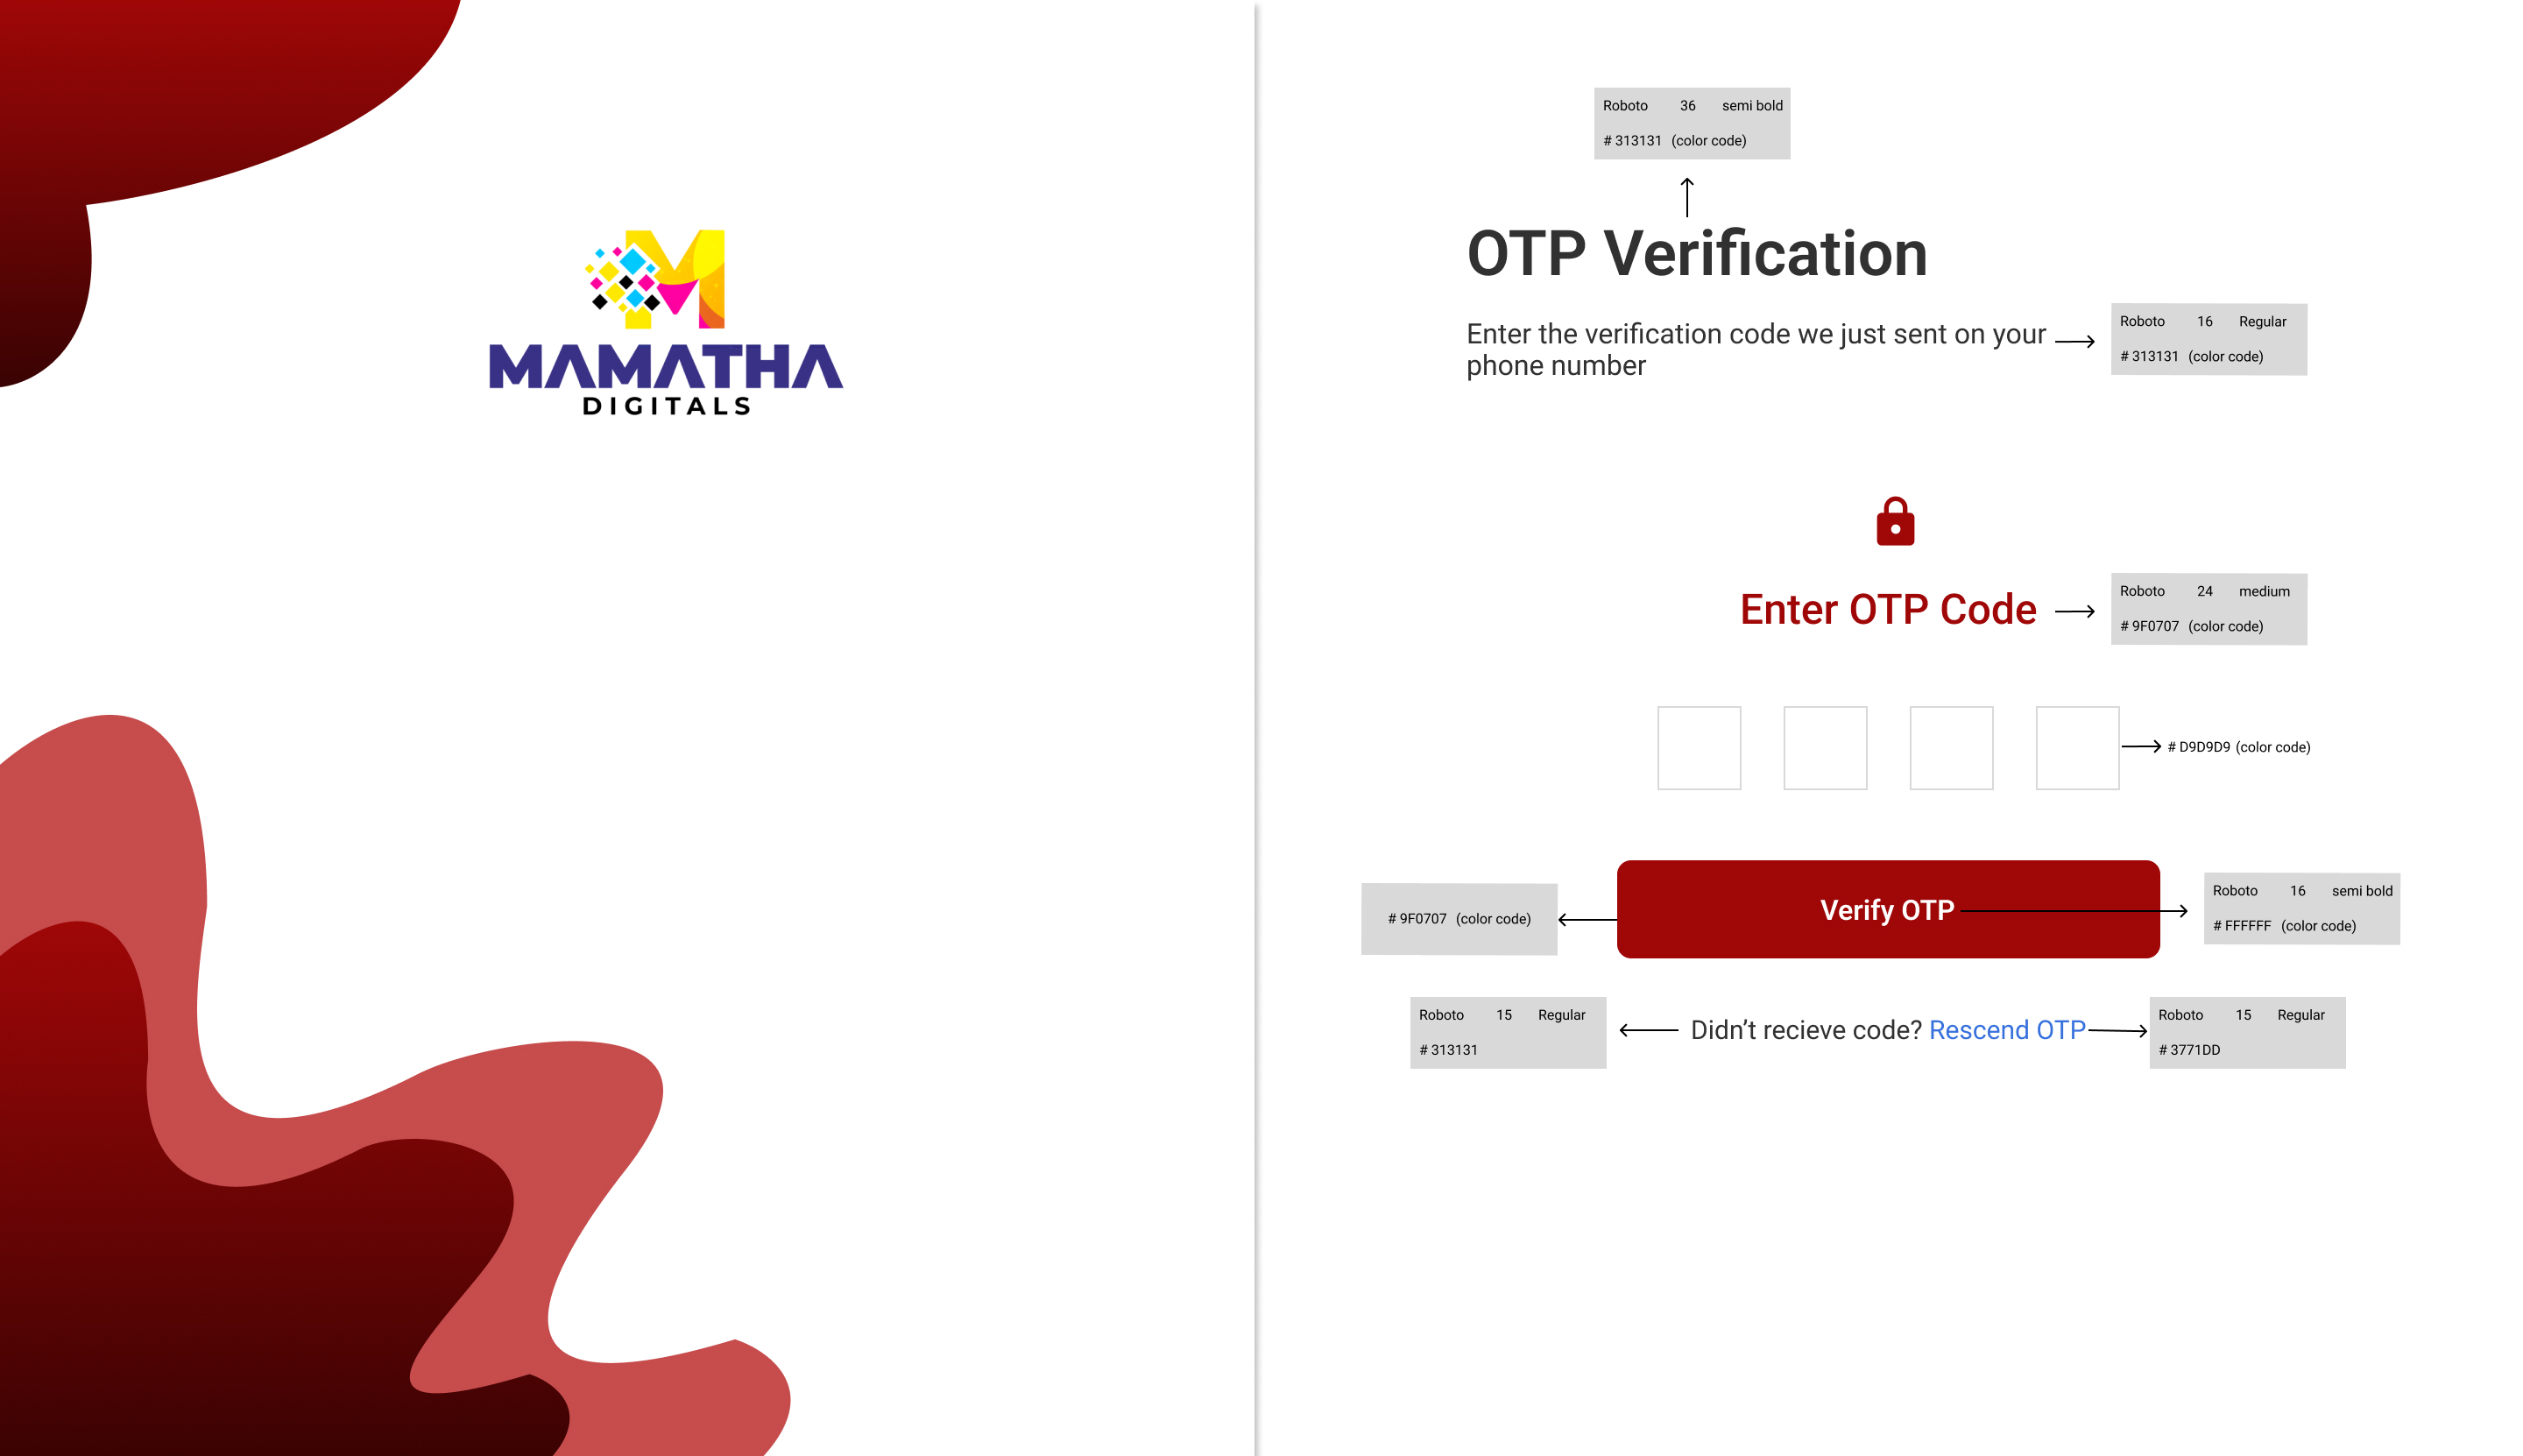 MAMATHA
DIGITALS
Roboto 36 semi bold
# 313131 (color code)
OTP Verification
Enter the verification code we just sent on your
phone number
Roboto 16 Regular
# 313131 (color code)
Enter OTP Code
Roboto 24 medium
# 9F0707 (color code)
# D9D9D9 (color code)
# 9F0707 (color code)
Verify OTP
Roboto 16 semi bold
# FFFFFF (color code)
Roboto 15 Regular
# 313131
Didn’t recieve code? Rescend OTP
Roboto 15 Regular
# 3771DD